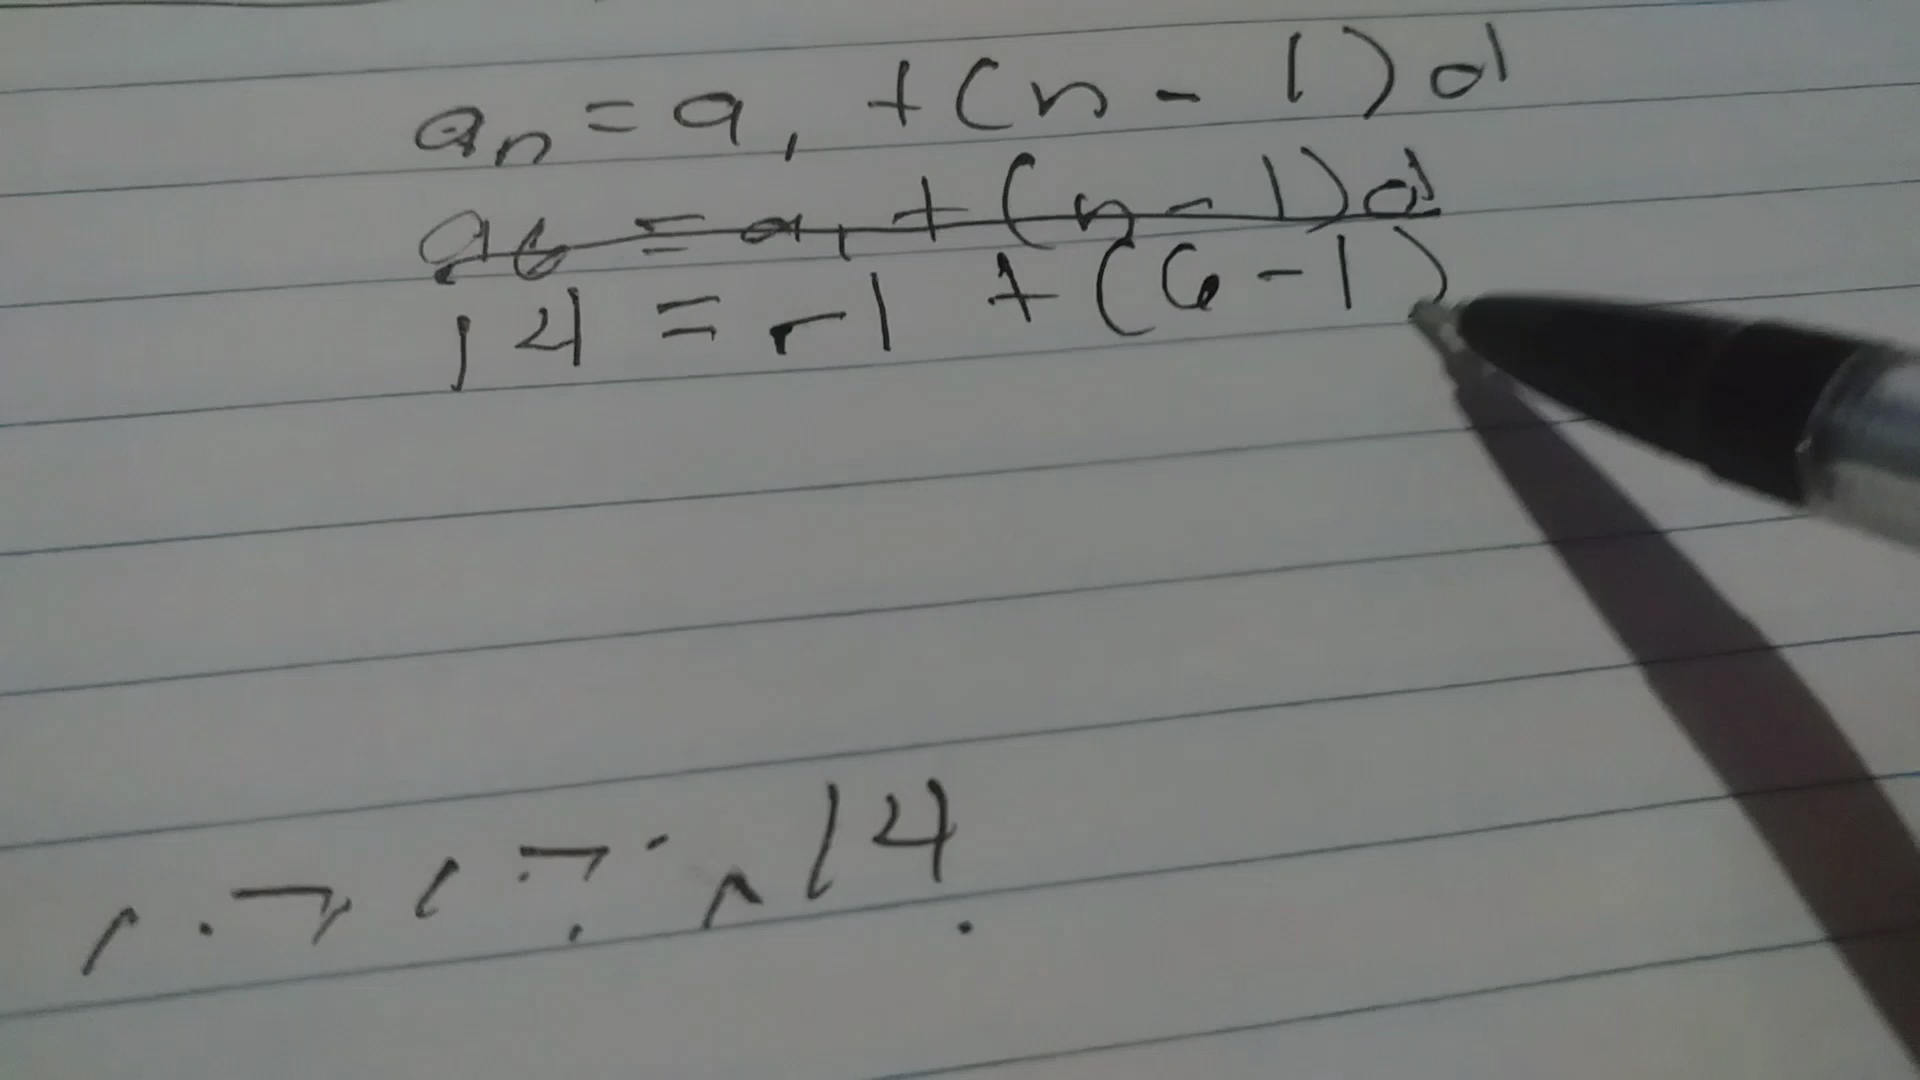 an = a1 + (n - 1) d
a6 = a1 + (n - 1) d
14 = -1 + (6 - 1)
14